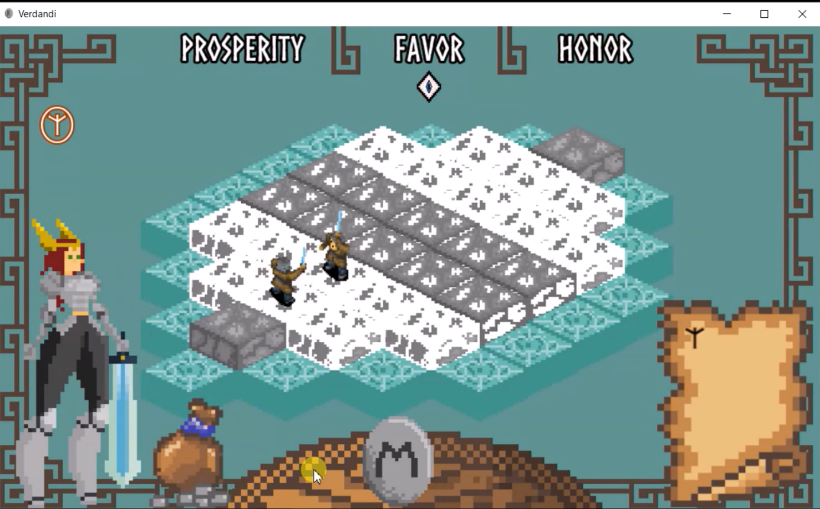 Verdandi
PROSPERITY FAVOR HONOR
ᛉ
ᛉ
ᛖ